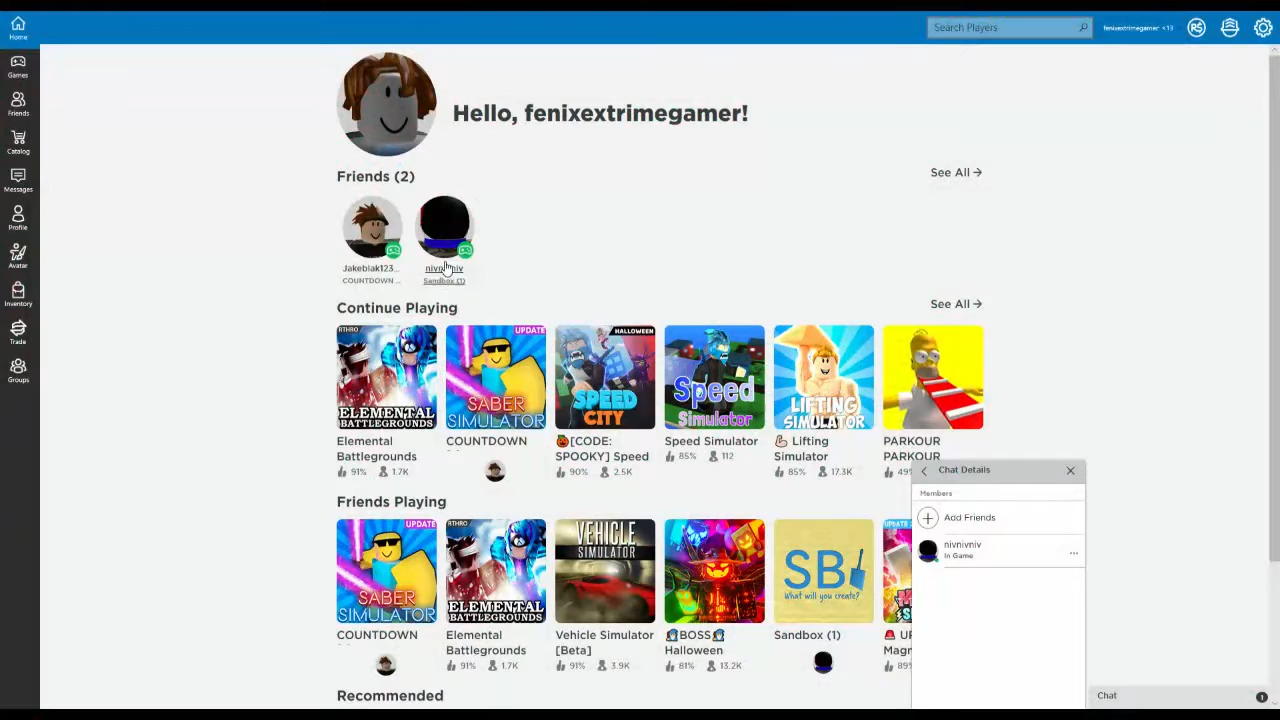 Home
Search Players
fenixextrimegamer: <13
Games
Friends
Catalog
Messages
Profile
Avatar
Inventory
Trade
Groups
Hello, fenixextrimegamer!
Friends (2)
See All
Jakeblak123...
COUNTDOWN ...
nivnivniv
Sandbox (1)
Continue Playing
See All
RTHRO
ELEMENTAL
BATTLEGROUNDS
UPDATE
SABER
SIMULATOR
HALLOWEEN
SPEED
CITY
Speed
Simulator
LIFTING
SIMULATOR
Elemental
Battlegrounds
91% 1.7K
COUNTDOWN
[CODE:
SPOOKY] Speed
90% 2.5K
Speed Simulator
85% 112
Lifting
Simulator
85% 17.3K
PARKOUR
PARKOUR
49%
Friends Playing
UPDATE
SABER
SIMULATOR
RTHRO
ELEMENTAL
BATTLEGROUNDS
VEHICLE
SIMULATOR
SB
What will you create?
UPDATE
COUNTDOWN
Elemental
Battlegrounds
91% 1.7K
Vehicle Simulator
[Beta]
91% 3.9K
BOSS
Halloween
81% 13.2K
Sandbox (1)
UP
Magn
89%
Recommended
Chat Details
Members
Add Friends
nivnivniv
In Game
...
Chat
1